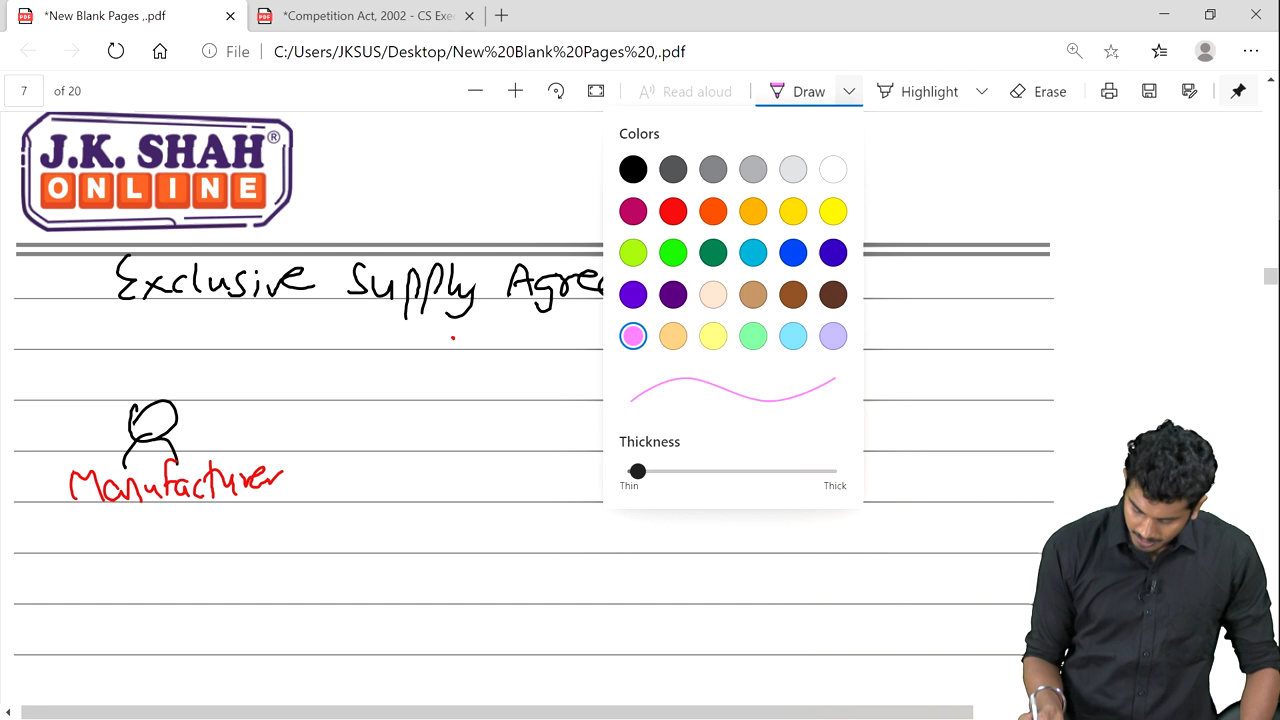 *New Blank Pages ,.pdf
*Competition Act, 2002 - CS Exe
File
C:/Users/JKSUS/Desktop/New%20Blank%20Pages%20,.pdf
7 of 20
Read aloud
Draw
Highlight
Erase
J.K. SHAH®
ONLINE
Colors
Exclusive Supply Agree
Manufacturer
Thickness
Thin
Thick